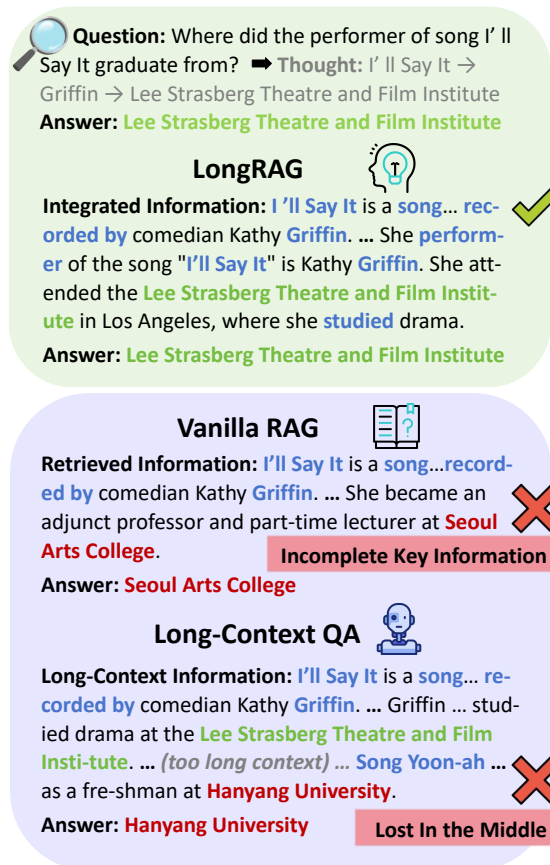 Question: Where did the performer of song I' ll
Say It graduate from? ➡ Thought: I' ll Say It →
Griffin → Lee Strasberg Theatre and Film Institute
Answer: Lee Strasberg Theatre and Film Institute
LongRAG
Integrated Information: I 'll Say It is a song... rec-
orded by comedian Kathy Griffin. ... She perform-
er of the song "I'll Say It" is Kathy Griffin. She att-
ended the Lee Strasberg Theatre and Film Instit-
ute in Los Angeles, where she studied drama.
Answer: Lee Strasberg Theatre and Film Institute
Vanilla RAG
Retrieved Information: I'll Say It is a song...record-
ed by comedian Kathy Griffin. ... She became an
adjunct professor and part-time lecturer at Seoul
Arts College.
Incomplete Key Information
Answer: Seoul Arts College
Long-Context QA
Long-Context Information: I'll Say It is a song... re-
corded by comedian Kathy Griffin. ... Griffin ... stud-
ied drama at the Lee Strasberg Theatre and Film
Insti-tute. ... (too long context) ... Song Yoon-ah ...
as a fre-shman at Hanyang University.
Answer: Hanyang University
Lost In the Middle